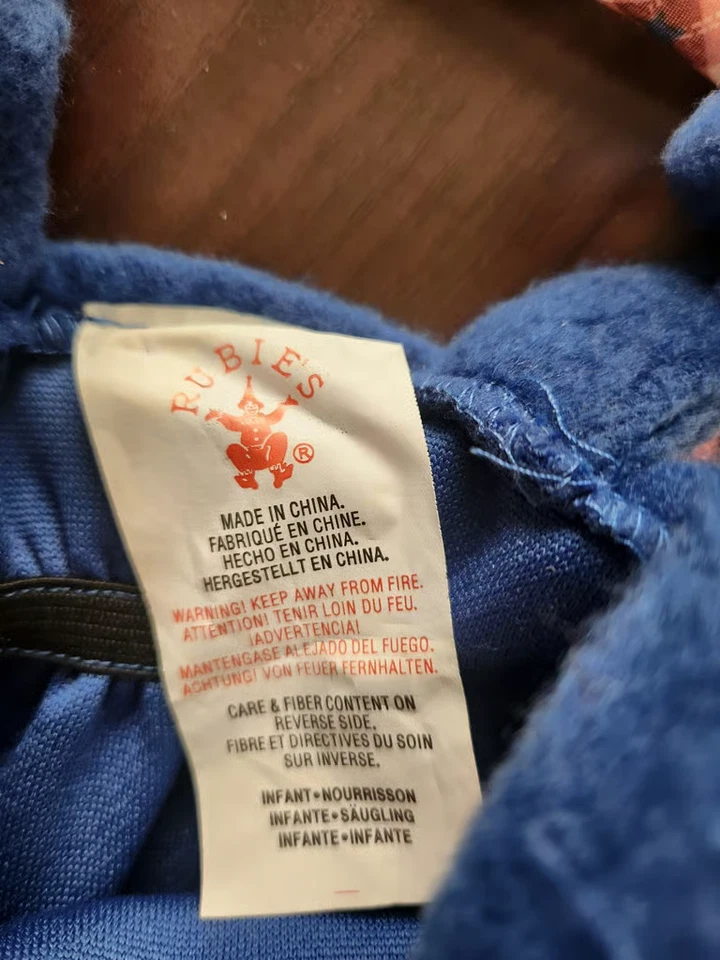 RUBIE'S
®
MADE IN CHINA.
FABRIQUÉ EN CHINE.
HECHO EN CHINA.
HERGESTELLT EN CHINA.
WARNING! KEEP AWAY FROM FIRE.
ATTENTION! TENIR LOIN DU FEU.
¡ADVERTENCIA!
MANTENGASE ALEJADO DEL FUEGO.
ACHTUNG! VON FEUER FERNHALTEN.
CARE & FIBER CONTENT ON
REVERSE SIDE.
FIBRE ET DIRECTIVES DU SOIN
SUR INVERSE.
INFANT•NOURRISSON
INFANTE•SÄUGLING
INFANTE•INFANTE